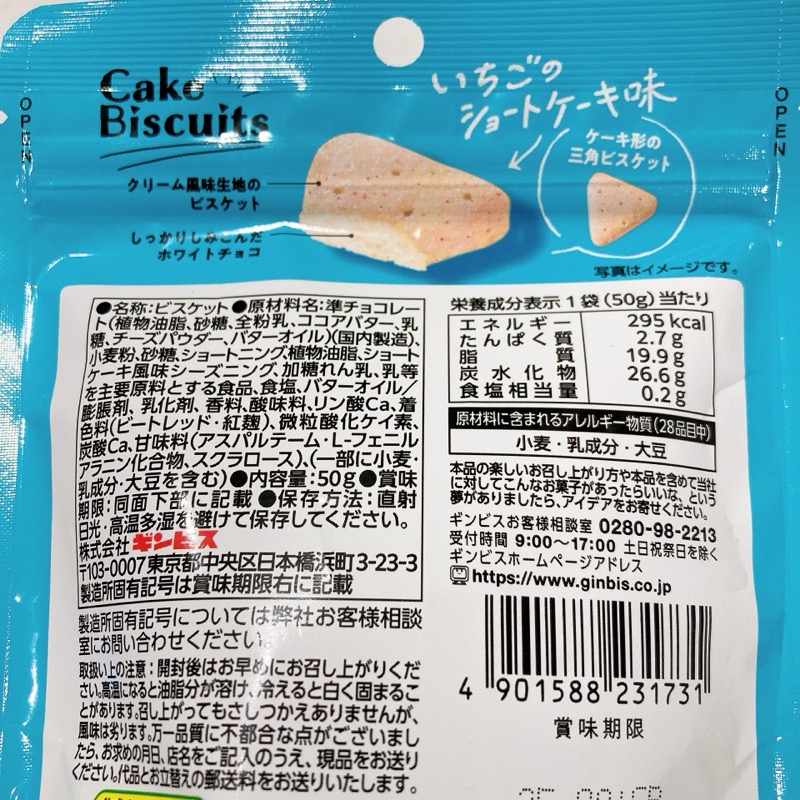 OPEN
OPEN
Cake
Biscuits
いちごの
ショートケーキ味
ケーキ形の
三角ビスケット
クリーム風味生地の
ビスケット
しっかりしみこんだ
ホワイトチョコ
写真はイメージです。
●名称:ビスケット ●原材料名:準チョコレー
ト(植物油脂、砂糖、全粉乳、ココアバター、乳
糖、チーズパウダー、バターオイル)(国内製造)、
小麦粉、砂糖、ショートニング、植物油脂、ショート
ケーキ風味シーズニング、加糖れん乳、乳等
を主要原料とする食品、食塩、バターオイル/
膨脹剤、乳化剤、香料、酸味料、リン酸Ca、着
色料(ビートレッド・紅麹)、微粒酸化ケイ素、
炭酸Ca、甘味料(アスパルテーム・L-フェニル
アラニン化合物、スクラロース)、(一部に小麦・
乳成分・大豆を含む)●内容量:50g●賞味
期限:同面下部に記載 ●保存方法:直射
日光・高温多湿を避けて保存してください。
株式会社ギンビス
〒103-0007東京都中央区日本橋浜町3-23-3
製造所固有記号は賞味期限右に記載
製造所固有記号については弊社お客様相談
室にお問い合わせください。
取扱い上の注意:開封後はお早めにお召し上がりくだ
さい。高温になると油脂分が溶け、冷えると白く固まるこ
とがあります。召し上がってもさしつかえありませんが、
風味は劣ります。万一品質に不都合な点がございまし
たら、お求めの月日、店名をご記入のうえ、現品をお送り
ください。代品とお立替えの郵送料をお送りいたします。
栄養成分表示1袋(50g)当たり
エネルギー 295kcal
たんぱく質 2.7g
脂質 19.9g
炭水化物 26.6g
食塩相当量 0.2g
原材料に含まれるアレルギー物質(28品目中)
小麦・乳成分・大豆
本品の楽しいお召し上がり方や本品を含めて当社
に対してこんなお菓子があったらいいな、という
夢がありましたら、アイデアをお寄せください。
ギンビスお客様相談室 0280-98-2213
受付時間 9:00〜17:00 土日祝祭日を除く
ギンビスホームページアドレス
https://www.ginbis.co.jp
4 901588 231731
賞味期限